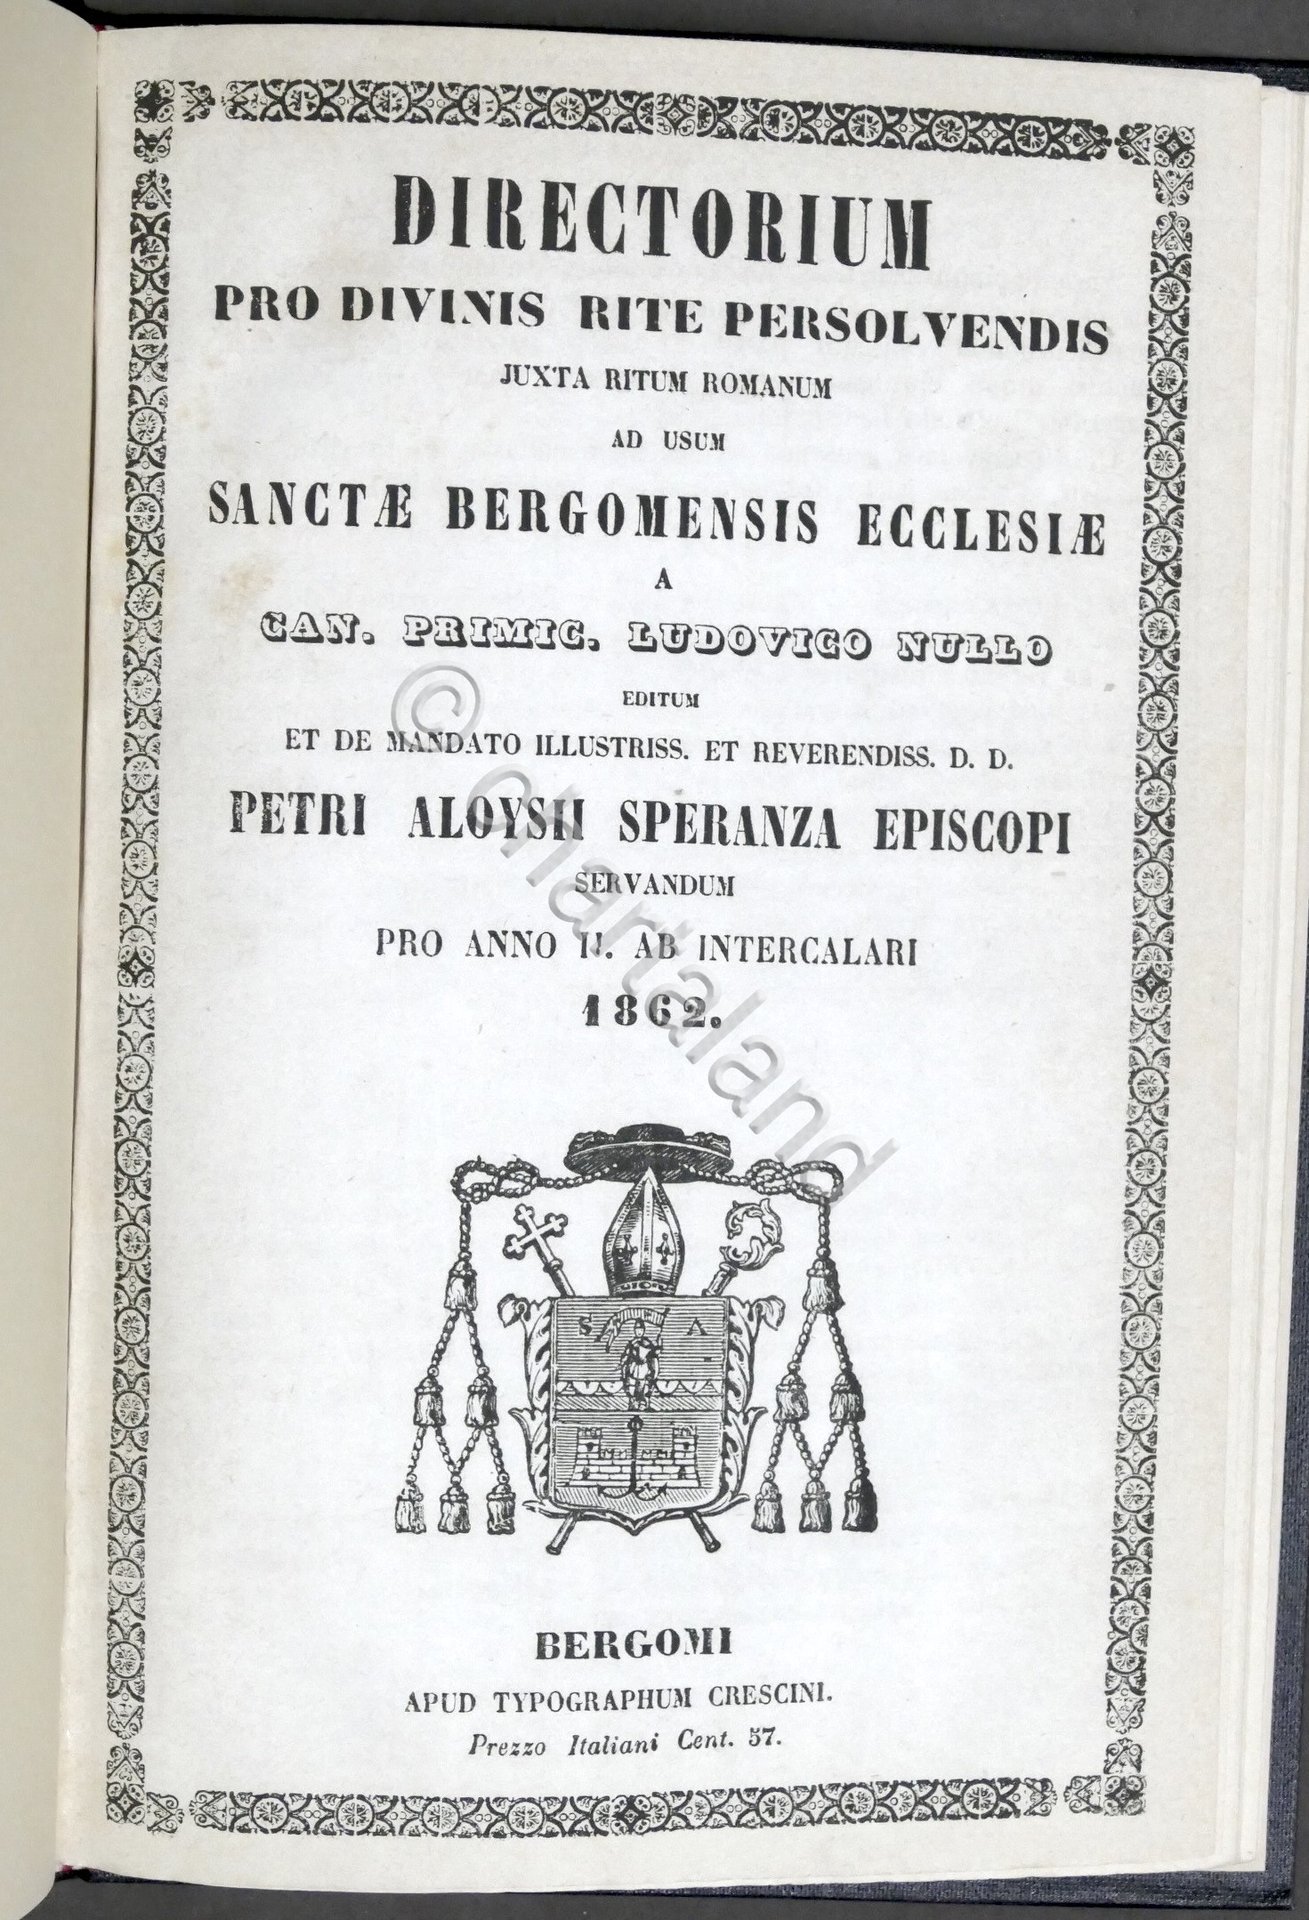 DIRECTORIUM
PRO DIVINIS RITE PERSOLVENDIS
JUXTA RITUM ROMANUM
AD USUM
SANCTÆ BERGOMENSIS ECCLESIÆ
A
CAN. PRIMIC. LUDOVICO NULLO
EDITUM
ET DE MANDATO ILLUSTRISS. ET REVERENDISS. D. D.
PETRI ALOYSII SPERANZA EPISCOPI
SERVANDUM
PRO ANNO II. AB INTERCALARI
1862.
© chartaland
S A
BERGOMI
APUD TYPOGRAPHUM CRESCINI.
Prezzo Italiani Cent. 57.